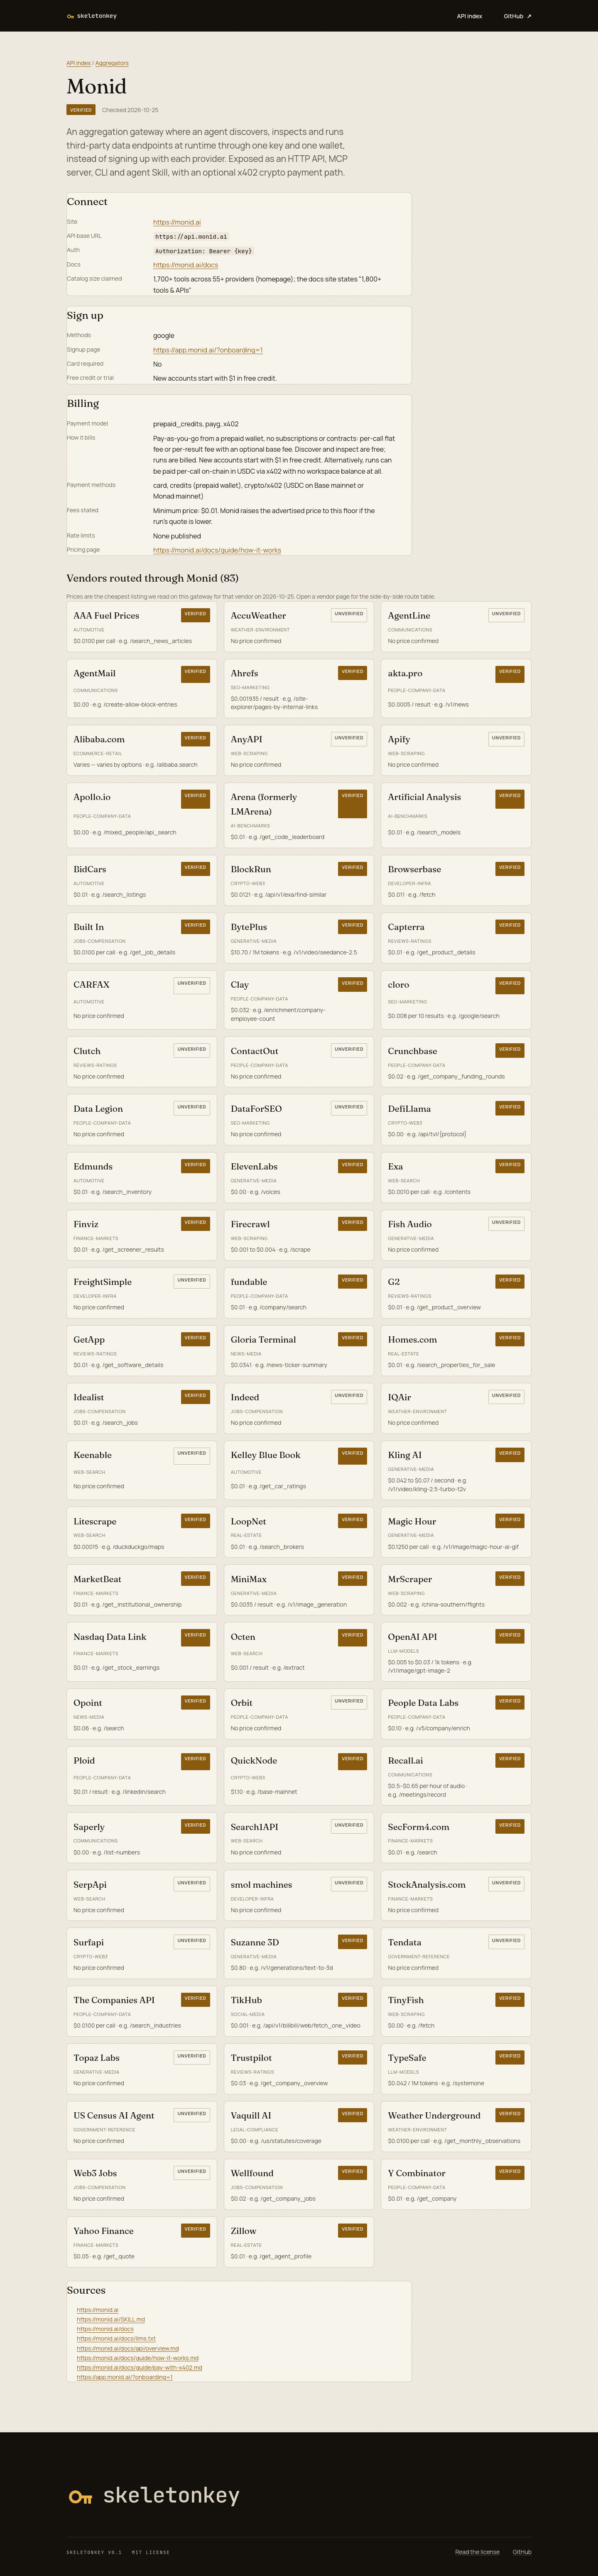 skeletonkey
API index
GitHub ↗
API index / Aggregators
Monid
VERIFIED
Checked 2026-10-25
An aggregation gateway where an agent discovers, inspects and runs
third-party data endpoints at runtime through one key and one wallet,
instead of signing up with each provider. Exposed as an HTTP API, MCP
server, CLI and agent Skill, with an optional x402 crypto payment path.
Connect
Site
https://monid.ai
API base URL
https://api.monid.ai
Auth
Authorization: Bearer {key}
Docs
https://monid.ai/docs
Catalog size claimed
1,700+ tools across 55+ providers (homepage); the docs site states "1,800+
tools & APIs"
Sign up
Methods
google
Signup page
https://app.monid.ai/?onboarding=1
Card required
No
Free credit or trial
New accounts start with $1 in free credit.
Billing
Payment model
prepaid_credits, payg, x402
How it bills
Pay-as-you-go from a prepaid wallet, no subscriptions or contracts: per-call flat
fee or per-result fee with an optional base fee. Discover and inspect are free;
runs are billed. New accounts start with $1 in free credit. Alternatively, runs can
be paid per-call on-chain in USDC via x402 with no workspace balance at all.
Payment methods
card, credits (prepaid wallet), crypto/x402 (USDC on Base mainnet or
Monad mainnet)
Fees stated
Minimum price: $0.01. Monid raises the advertised price to this floor if the
run's quote is lower.
Rate limits
None published
Pricing page
https://monid.ai/docs/guide/how-it-works
Vendors routed through Monid (83)
Prices are the cheapest listing we read on this gateway for that vendor on 2026-10-25. Open a vendor page for the side-by-side route table.
AAA Fuel Prices
VERIFIED
AUTOMOTIVE
$0.0100 per call · e.g. /search_news_articles
AccuWeather
UNVERIFIED
WEATHER-ENVIRONMENT
No price confirmed
AgentLine
UNVERIFIED
COMMUNICATIONS
No price confirmed
AgentMail
VERIFIED
COMMUNICATIONS
$0.00 · e.g. /create-allow-block-entries
Ahrefs
VERIFIED
SEO-MARKETING
$0.001935 / result · e.g. /site-
explorer/pages-by-internal-links
akta.pro
VERIFIED
PEOPLE-COMPANY-DATA
$0.0005 / result · e.g. /v1/news
Alibaba.com
VERIFIED
ECOMMERCE-RETAIL
Varies — varies by options · e.g. /alibaba.search
AnyAPI
UNVERIFIED
WEB-SCRAPING
No price confirmed
Apify
UNVERIFIED
WEB-SCRAPING
No price confirmed
Apollo.io
VERIFIED
PEOPLE-COMPANY-DATA
$0.00 · e.g. /mixed_people/api_search
Arena (formerly
LMArena)
VERIFIED
AI-BENCHMARKS
$0.01 · e.g. /get_code_leaderboard
Artificial Analysis
VERIFIED
AI-BENCHMARKS
$0.01 · e.g. /search_models
BidCars
VERIFIED
AUTOMOTIVE
$0.01 · e.g. /search_listings
BlockRun
VERIFIED
CRYPTO-WEB3
$0.0121 · e.g. /api/v1/exa/find-similar
Browserbase
VERIFIED
DEVELOPER-INFRA
$0.011 · e.g. /fetch
Built In
VERIFIED
JOBS-COMPENSATION
$0.0100 per call · e.g. /get_job_details
BytePlus
VERIFIED
GENERATIVE-MEDIA
$10.70 / 1M tokens · e.g. /v1/video/seedance-2.5
Capterra
VERIFIED
REVIEWS-RATINGS
$0.01 · e.g. /get_product_details
CARFAX
UNVERIFIED
AUTOMOTIVE
No price confirmed
Clay
VERIFIED
PEOPLE-COMPANY-DATA
$0.032 · e.g. /enrichment/company-
employee-count
cloro
VERIFIED
SEO-MARKETING
$0.008 per 10 results · e.g. /google/search
Clutch
UNVERIFIED
REVIEWS-RATINGS
No price confirmed
ContactOut
UNVERIFIED
PEOPLE-COMPANY-DATA
No price confirmed
Crunchbase
VERIFIED
PEOPLE-COMPANY-DATA
$0.02 · e.g. /get_company_funding_rounds
Data Legion
UNVERIFIED
PEOPLE-COMPANY-DATA
No price confirmed
DataForSEO
UNVERIFIED
SEO-MARKETING
No price confirmed
DefiLlama
VERIFIED
CRYPTO-WEB3
$0.00 · e.g. /api/tvl/{protocol}
Edmunds
VERIFIED
AUTOMOTIVE
$0.01 · e.g. /search_inventory
ElevenLabs
VERIFIED
GENERATIVE-MEDIA
$0.00 · e.g. /voices
Exa
VERIFIED
WEB-SEARCH
$0.0010 per call · e.g. /contents
Finviz
VERIFIED
FINANCE-MARKETS
$0.01 · e.g. /get_screener_results
Firecrawl
VERIFIED
WEB-SCRAPING
$0.001 to $0.004 · e.g. /scrape
Fish Audio
UNVERIFIED
GENERATIVE-MEDIA
No price confirmed
FreightSimple
UNVERIFIED
DEVELOPER-INFRA
No price confirmed
fundable
VERIFIED
PEOPLE-COMPANY-DATA
$0.01 · e.g. /company/search
G2
VERIFIED
REVIEWS-RATINGS
$0.01 · e.g. /get_product_overview
GetApp
VERIFIED
REVIEWS-RATINGS
$0.01 · e.g. /get_software_details
Gloria Terminal
VERIFIED
NEWS-MEDIA
$0.0341 · e.g. /news-ticker-summary
Homes.com
VERIFIED
REAL-ESTATE
$0.01 · e.g. /search_properties_for_sale
Idealist
VERIFIED
JOBS-COMPENSATION
$0.01 · e.g. /search_jobs
Indeed
UNVERIFIED
JOBS-COMPENSATION
No price confirmed
IQAir
UNVERIFIED
WEATHER-ENVIRONMENT
No price confirmed
Keenable
UNVERIFIED
WEB-SEARCH
No price confirmed
Kelley Blue Book
VERIFIED
AUTOMOTIVE
$0.01 · e.g. /get_car_ratings
Kling AI
VERIFIED
GENERATIVE-MEDIA
$0.042 to $0.07 / second · e.g.
/v1/video/kling-2.5-turbo-t2v
Litescrape
VERIFIED
WEB-SEARCH
$0.00015 · e.g. /duckduckgo/maps
LoopNet
VERIFIED
REAL-ESTATE
$0.01 · e.g. /search_brokers
Magic Hour
VERIFIED
GENERATIVE-MEDIA
$0.1250 per call · e.g. /v1/image/magic-hour-ai-gif
MarketBeat
VERIFIED
FINANCE-MARKETS
$0.01 · e.g. /get_institutional_ownership
MiniMax
VERIFIED
GENERATIVE-MEDIA
$0.0035 / result · e.g. /v1/image_generation
MrScraper
VERIFIED
WEB-SCRAPING
$0.002 · e.g. /china-southern/flights
Nasdaq Data Link
VERIFIED
FINANCE-MARKETS
$0.01 · e.g. /get_stock_earnings
Octen
VERIFIED
WEB-SEARCH
$0.001 / result · e.g. /extract
OpenAI API
VERIFIED
LLM-MODELS
$0.005 to $0.03 / 1k tokens · e.g.
/v1/image/gpt-image-2
Opoint
VERIFIED
NEWS-MEDIA
$0.06 · e.g. /search
Orbit
UNVERIFIED
PEOPLE-COMPANY-DATA
No price confirmed
People Data Labs
VERIFIED
PEOPLE-COMPANY-DATA
$0.10 · e.g. /v5/company/enrich
Ploid
VERIFIED
PEOPLE-COMPANY-DATA
$0.01 / result · e.g. /linkedin/search
QuickNode
VERIFIED
CRYPTO-WEB3
$1.10 · e.g. /base-mainnet
Recall.ai
VERIFIED
COMMUNICATIONS
$0.5–$0.65 per hour of audio ·
e.g. /meetings/record
Saperly
VERIFIED
COMMUNICATIONS
$0.00 · e.g. /list-numbers
Search1API
UNVERIFIED
WEB-SEARCH
No price confirmed
SecForm4.com
VERIFIED
FINANCE-MARKETS
$0.01 · e.g. /search
SerpApi
UNVERIFIED
WEB-SEARCH
No price confirmed
smol machines
UNVERIFIED
DEVELOPER-INFRA
No price confirmed
StockAnalysis.com
UNVERIFIED
FINANCE-MARKETS
No price confirmed
Surfapi
UNVERIFIED
CRYPTO-WEB3
No price confirmed
Suzanne 3D
VERIFIED
GENERATIVE-MEDIA
$0.80 · e.g. /v1/generations/text-to-3d
Tendata
UNVERIFIED
GOVERNMENT-REFERENCE
No price confirmed
The Companies API
VERIFIED
PEOPLE-COMPANY-DATA
$0.0100 per call · e.g. /search_industries
TikHub
VERIFIED
SOCIAL-MEDIA
$0.001 · e.g. /api/v1/bilibili/web/fetch_one_video
TinyFish
VERIFIED
WEB-SCRAPING
$0.00 · e.g. /fetch
Topaz Labs
UNVERIFIED
GENERATIVE-MEDIA
No price confirmed
Trustpilot
VERIFIED
REVIEWS-RATINGS
$0.03 · e.g. /get_company_overview
TypeSafe
VERIFIED
LLM-MODELS
$0.042 / 1M tokens · e.g. /systemone
US Census AI Agent
UNVERIFIED
GOVERNMENT-REFERENCE
No price confirmed
Vaquill AI
VERIFIED
LEGAL-COMPLIANCE
$0.00 · e.g. /us/statutes/coverage
Weather Underground
VERIFIED
WEATHER-ENVIRONMENT
$0.0100 per call · e.g. /get_monthly_observations
Web3 Jobs
UNVERIFIED
JOBS-COMPENSATION
No price confirmed
Wellfound
VERIFIED
JOBS-COMPENSATION
$0.02 · e.g. /get_company_jobs
Y Combinator
VERIFIED
PEOPLE-COMPANY-DATA
$0.01 · e.g. /get_company
Yahoo Finance
VERIFIED
FINANCE-MARKETS
$0.05 · e.g. /get_quote
Zillow
VERIFIED
REAL-ESTATE
$0.01 · e.g. /get_agent_profile
Sources
https://monid.ai
https://monid.ai/SKILL.md
https://monid.ai/docs
https://monid.ai/docs/llms.txt
https://monid.ai/docs/api/overview.md
https://monid.ai/docs/guide/how-it-works.md
https://monid.ai/docs/guide/pay-with-x402.md
https://app.monid.ai/?onboarding=1
skeletonkey
SKELETONKEY V0.1 MIT LICENSE
Read the license
GitHub